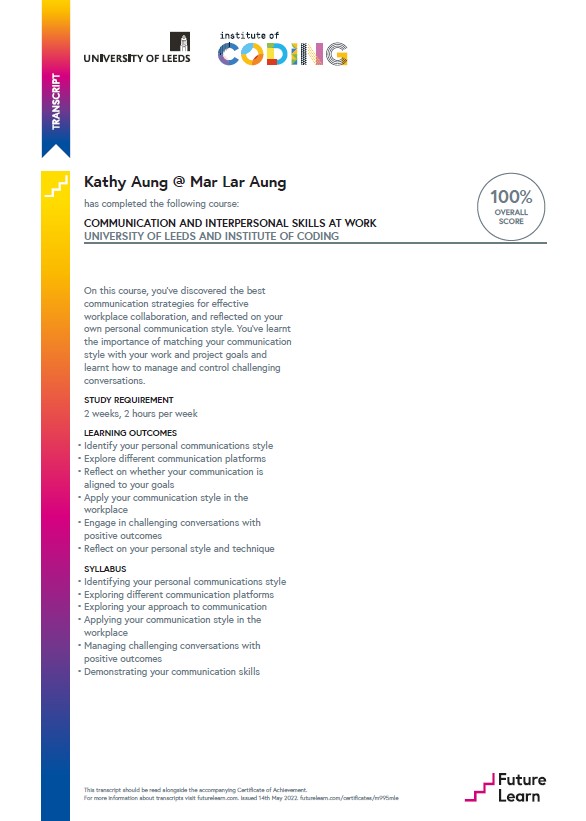 TRANSCRIPT
UNIVERSITY OF LEEDS
institute of
CODING
Kathy Aung @ Mar Lar Aung
has completed the following course:
COMMUNICATION AND INTERPERSONAL SKILLS AT WORK
UNIVERSITY OF LEEDS AND INSTITUTE OF CODING
100%
OVERALL
SCORE
On this course, you've discovered the best
communication strategies for effective
workplace collaboration, and reflected on your
own personal communication style. You've learnt
the importance of matching your communication
style with your work and project goals and
learnt how to manage and control challenging
conversations.
STUDY REQUIREMENT
2 weeks, 2 hours per week
LEARNING OUTCOMES
• Identify your personal communications style
• Explore different communication platforms
• Reflect on whether your communication is
aligned to your goals
• Apply your communication style in the
workplace
• Engage in challenging conversations with
positive outcomes
• Reflect on your personal style and technique
SYLLABUS
• Identifying your personal communications style
• Exploring different communication platforms
• Exploring your approach to communication
• Applying your communication style in the
workplace
• Managing challenging conversations with
positive outcomes
• Demonstrating your communication skills
This transcript should be read alongside the accompanying Certificate of Achievement.
For more information about transcripts visit futurelearn.com. Issued 14th May 2022. futurelearn.com/certificates/m995mle
Future
Learn